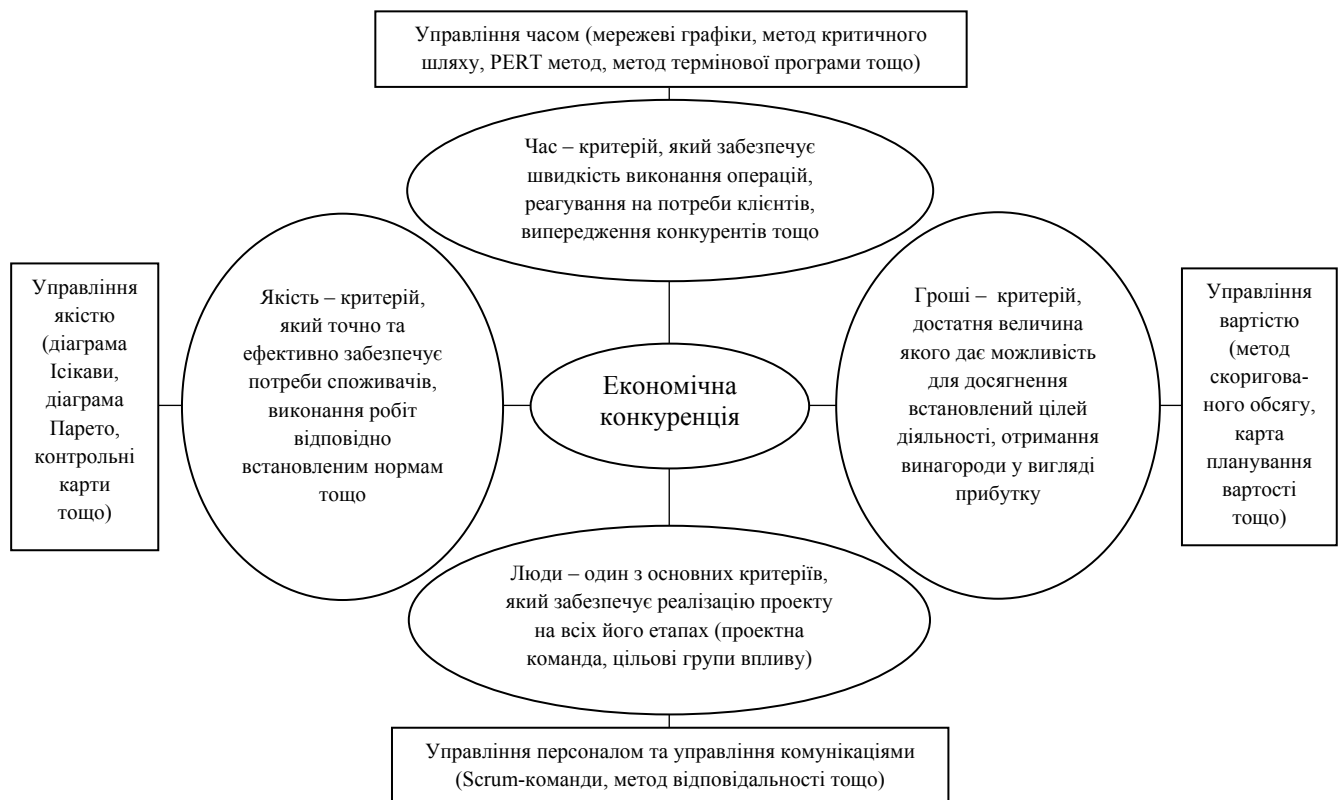 Управління часом (мережеві графіки, метод критичного
шляху, PERT метод, метод термінової програми тощо)
Час – критерій, який забезпечує
швидкість виконання операцій,
реагування на потреби клієнтів,
випередження конкурентів тощо
Управління
якістю
(діаграма
Ісікави,
діаграма
Парето,
контрольні
карти
тощо)
Якість – критерій,
який точно та
ефективно забезпечує
потреби споживачів,
виконання робіт
відповідно
встановленим нормам
тощо
Економічна
конкуренція
Гроші – критерій,
достатня величина
якого дає можливість
для досягнення
встановлений цілей
діяльності, отримання
винагороди у вигляді
прибутку
Управління
вартістю
(метод
скоригова-
ного обсягу,
карта
планування
вартості
тощо)
Люди – один з основних критеріїв,
який забезпечує реалізацію проекту
на всіх його етапах (проектна
команда, цільові групи впливу)
Управління персоналом та управління комунікаціями
(Scrum-команди, метод відповідальності тощо)